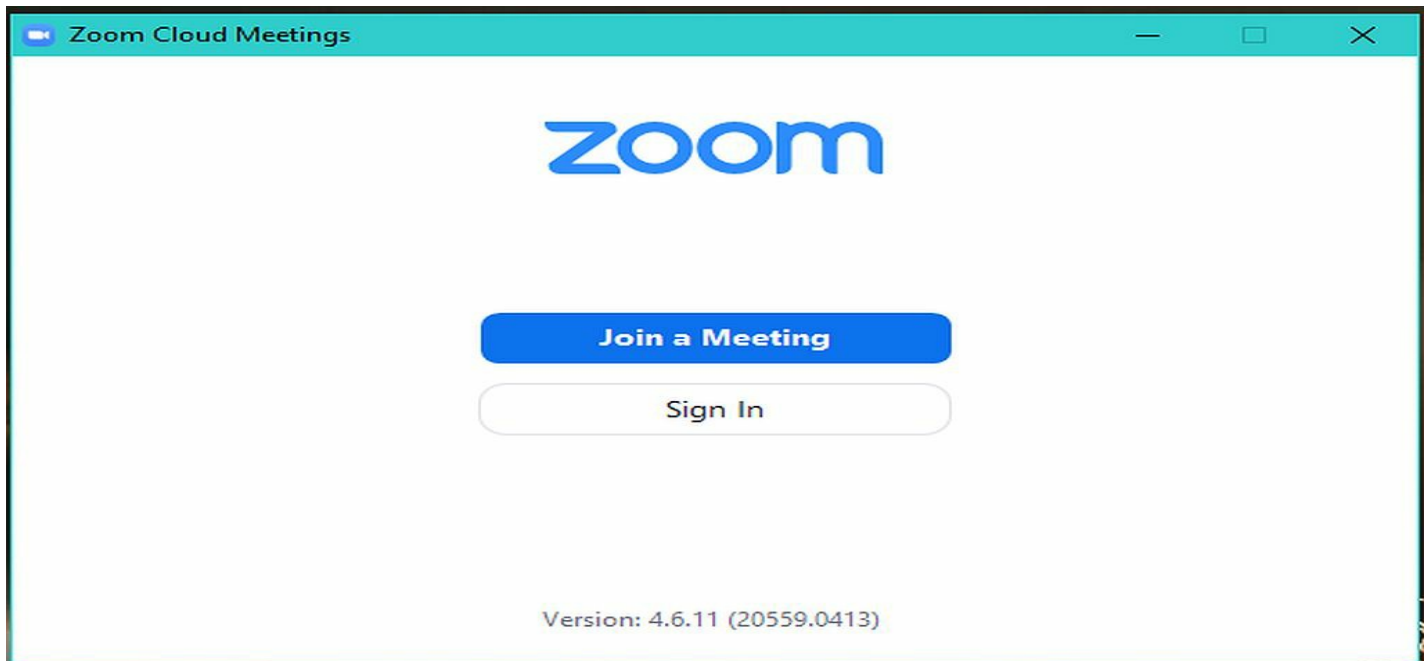 Zoom Cloud Meetings
zoom
Join a Meeting
Sign In
Version: 4.6.11 (20559.0413)